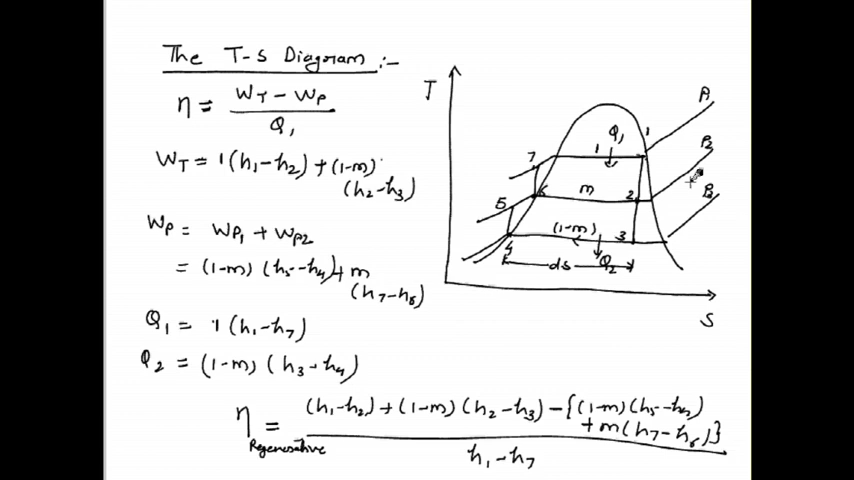 The T-S Diagram :-
η = (W_T - W_P) / Q_1
W_T = 1(h_1-h_2) + (1-m)
(h_2-h_3)
W_P = W_P1 + W_P2
= (1-m) (h_5-h_4) + m
(h_7-h_6)
Q_1 = 1(h_1-h_7)
Q_2 = (1-m) (h_3-h_4)
(h_1-h_2) + (1-m) (h_2-h_3) - {(1-m)(h_5-h_4)
+ m(h_7-h_6)}
η Regenerative =
h_1-h_7
T
P_1
Q_1
1
7
1
P_2
6
m
2
P_3
5
(1-m)
4
3
ds
Q_2
S